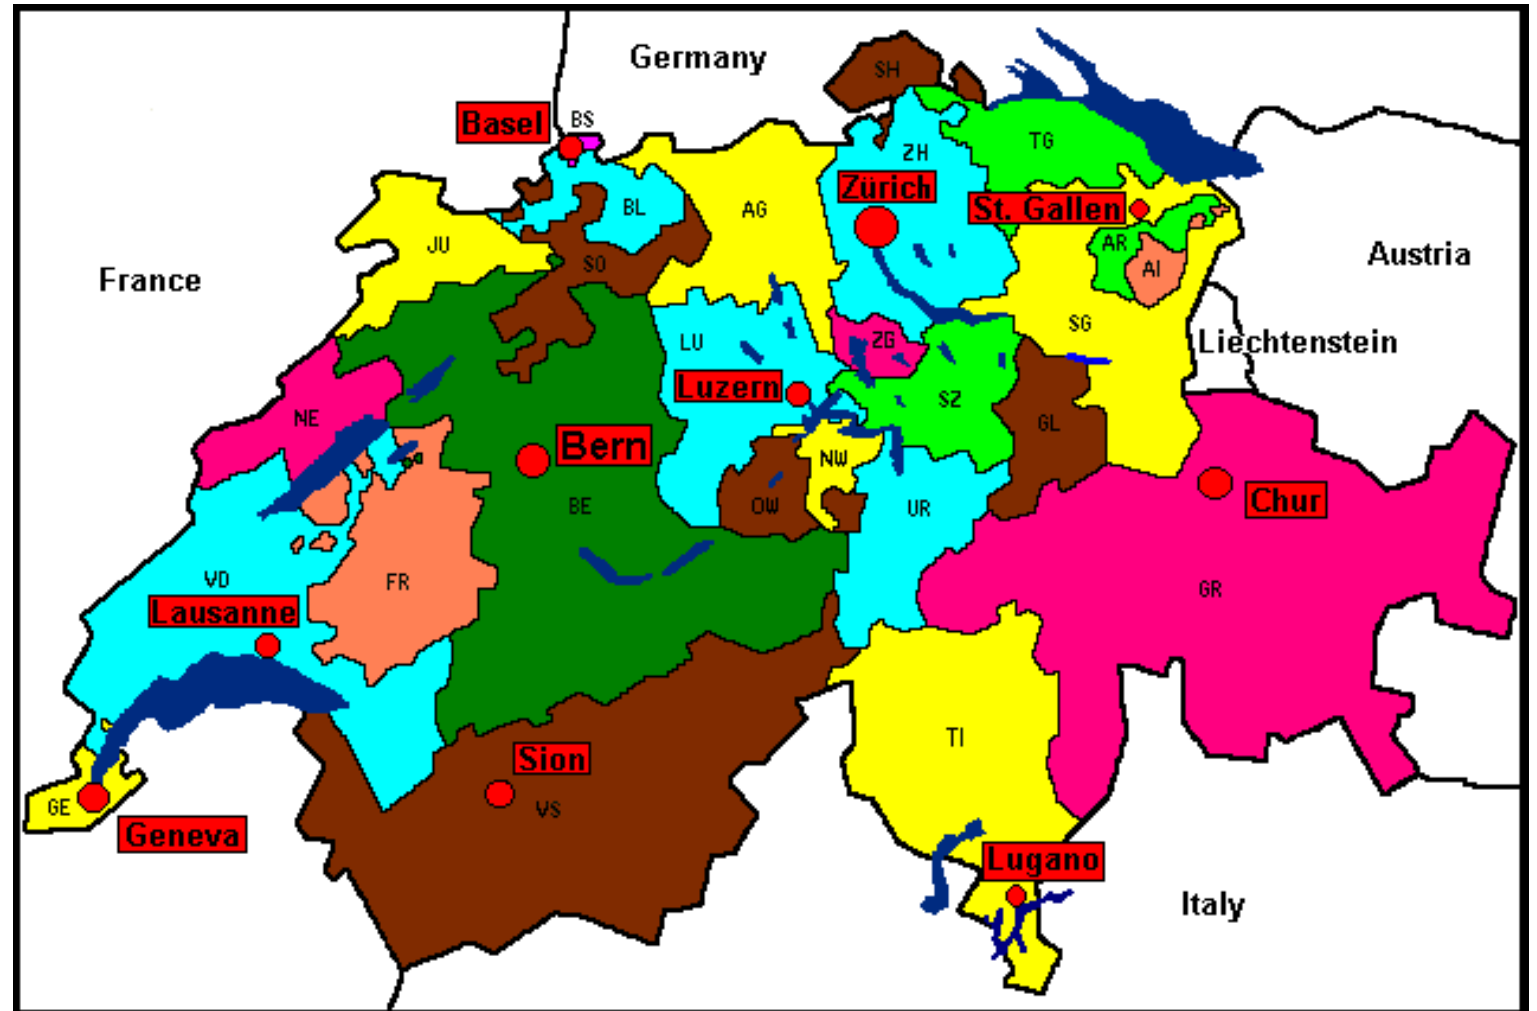 Germany
SH
Basel
BS
TG
ZH
Zürich
St. Gallen
BL
AG
JU
AR
Austria
France
SO
AI
SG
LU
ZG
Liechtenstein
Luzern
SZ
NE
GL
Bern
NW
Chur
OW
BE
UR
VD
FR
GR
Lausanne
TI
Sion
GE
VS
Geneva
Lugano
Italy